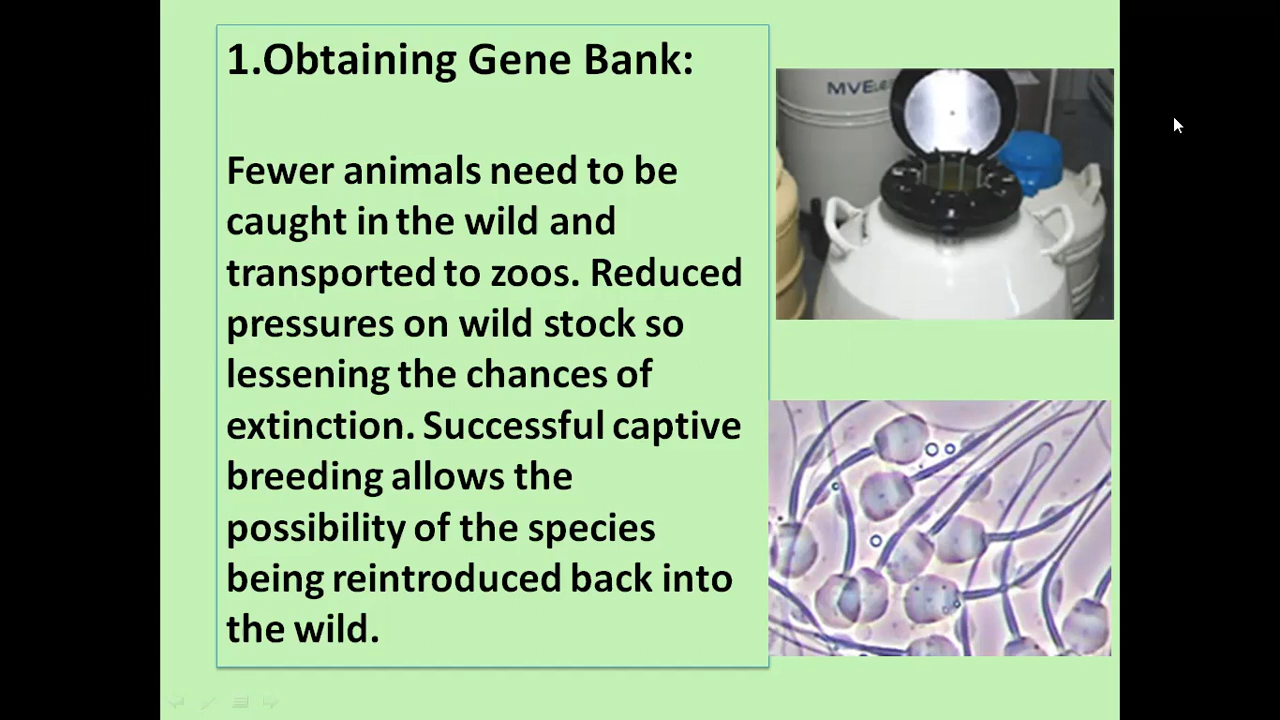 1.Obtaining Gene Bank:
Fewer animals need to be
caught in the wild and
transported to zoos. Reduced
pressures on wild stock so
lessening the chances of
extinction. Successful captive
breeding allows the
possibility of the species
being reintroduced back into
the wild.
MVE